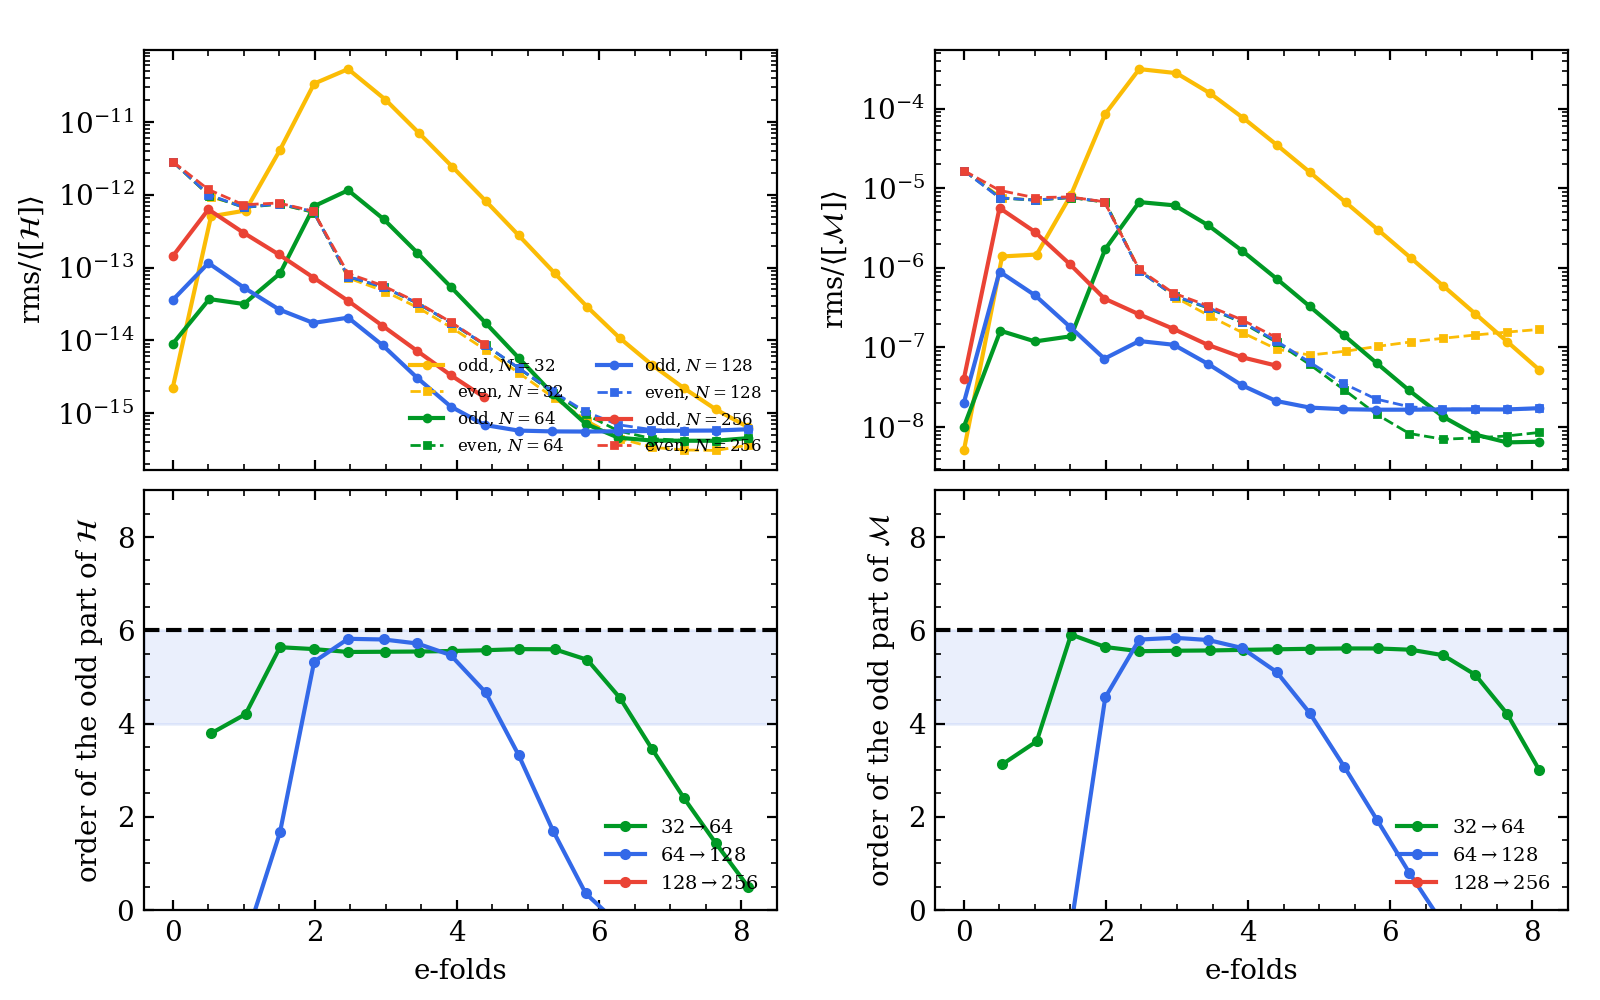 rms/⟨[ℋ]⟩
10⁻¹¹
10⁻¹²
10⁻¹³
10⁻¹⁴
10⁻¹⁵
odd, N = 32
even, N = 32
odd, N = 64
even, N = 64
odd, N = 128
even, N = 128
odd, N = 256
even, N = 256
rms/⟨[ℳ]⟩
10⁻⁴
10⁻⁵
10⁻⁶
10⁻⁷
10⁻⁸
order of the odd part of ℋ
8
6
4
2
0
32 → 64
64 → 128
128 → 256
0 2 4 6 8
e-folds
order of the odd part of ℳ
8
6
4
2
0
32 → 64
64 → 128
128 → 256
0 2 4 6 8
e-folds